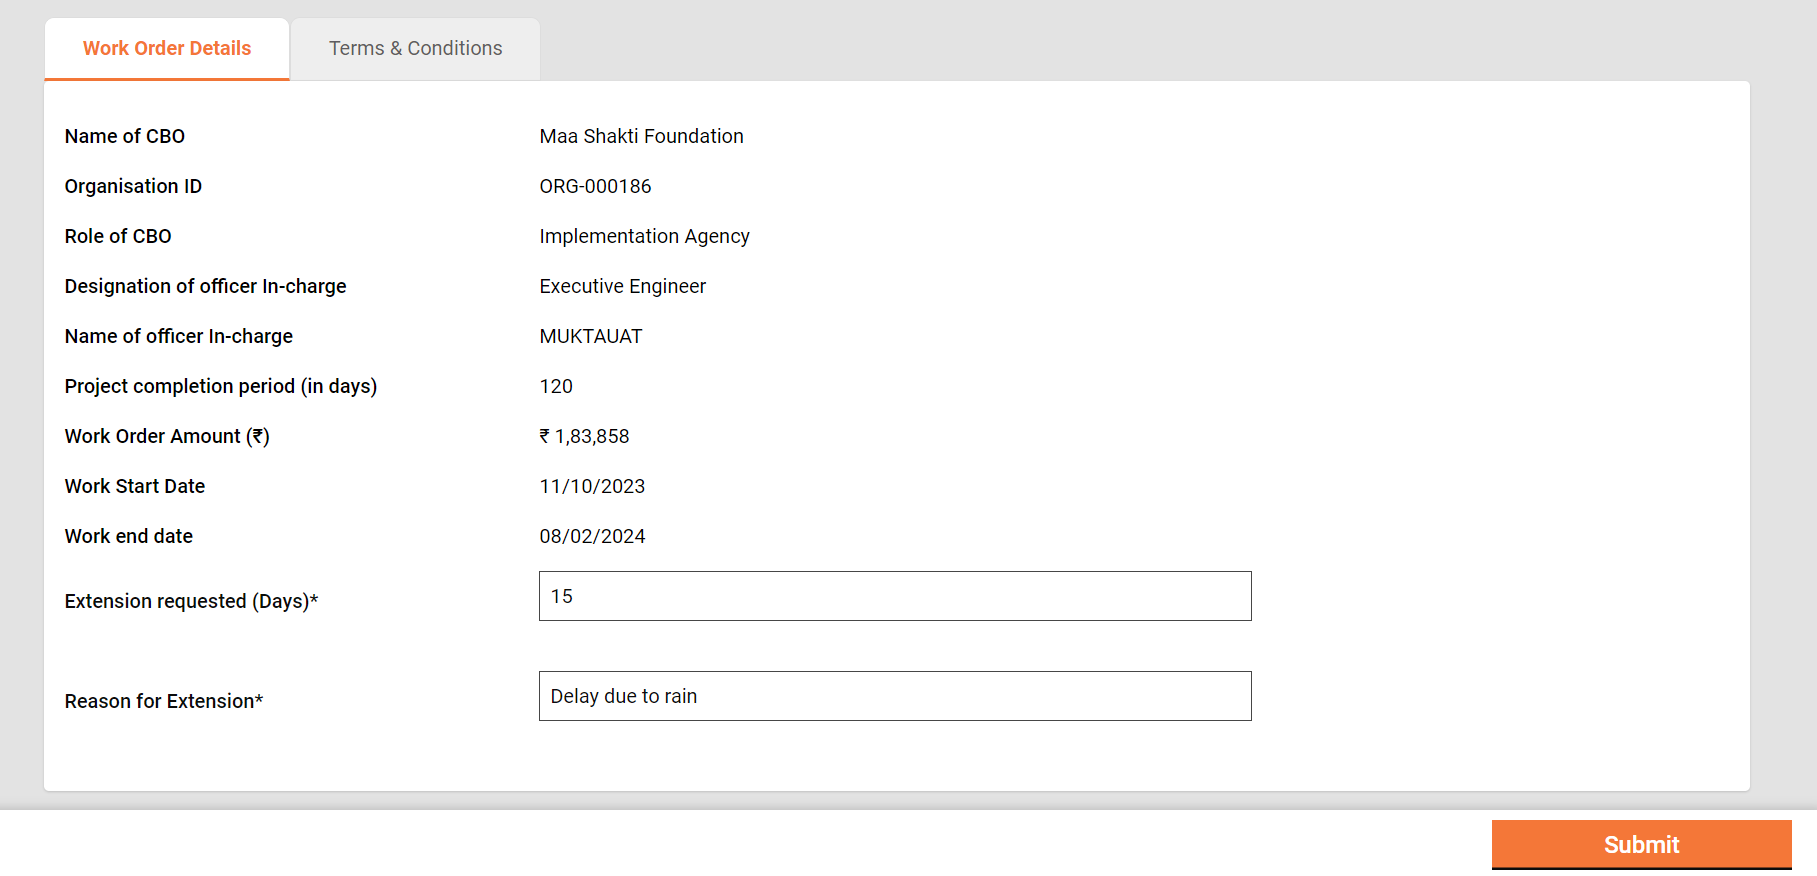 Work Order Details Terms & Conditions
Name of CBO Maa Shakti Foundation
Organisation ID ORG-000186
Role of CBO Implementation Agency
Designation of officer In-charge Executive Engineer
Name of officer In-charge MUKTAUAT
Project completion period (in days) 120
Work Order Amount (₹) ₹ 1,83,858
Work Start Date 11/10/2023
Work end date 08/02/2024
Extension requested (Days)* 15
Reason for Extension* Delay due to rain
Submit